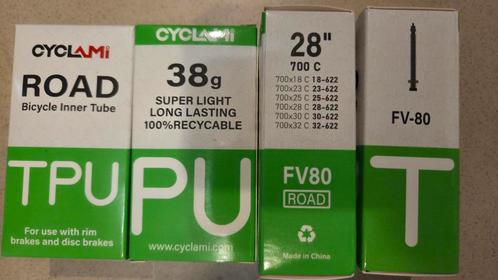 CYCLAMI
ROAD
Bicycle Inner Tube
TPU
For use with rim
brakes and disc brakes
CYCLAMI
38g
SUPER LIGHT
LONG LASTING
100%RECYCABLE
PU
www.cyclami.com
28"
700 C
700x18 C 18-622
700x23 C 23-622
700x25 C 25-622
700x28 C 28-622
700x30 C 30-622
700x32 C 32-622
FV80
ROAD
Made in China
FV-80
T